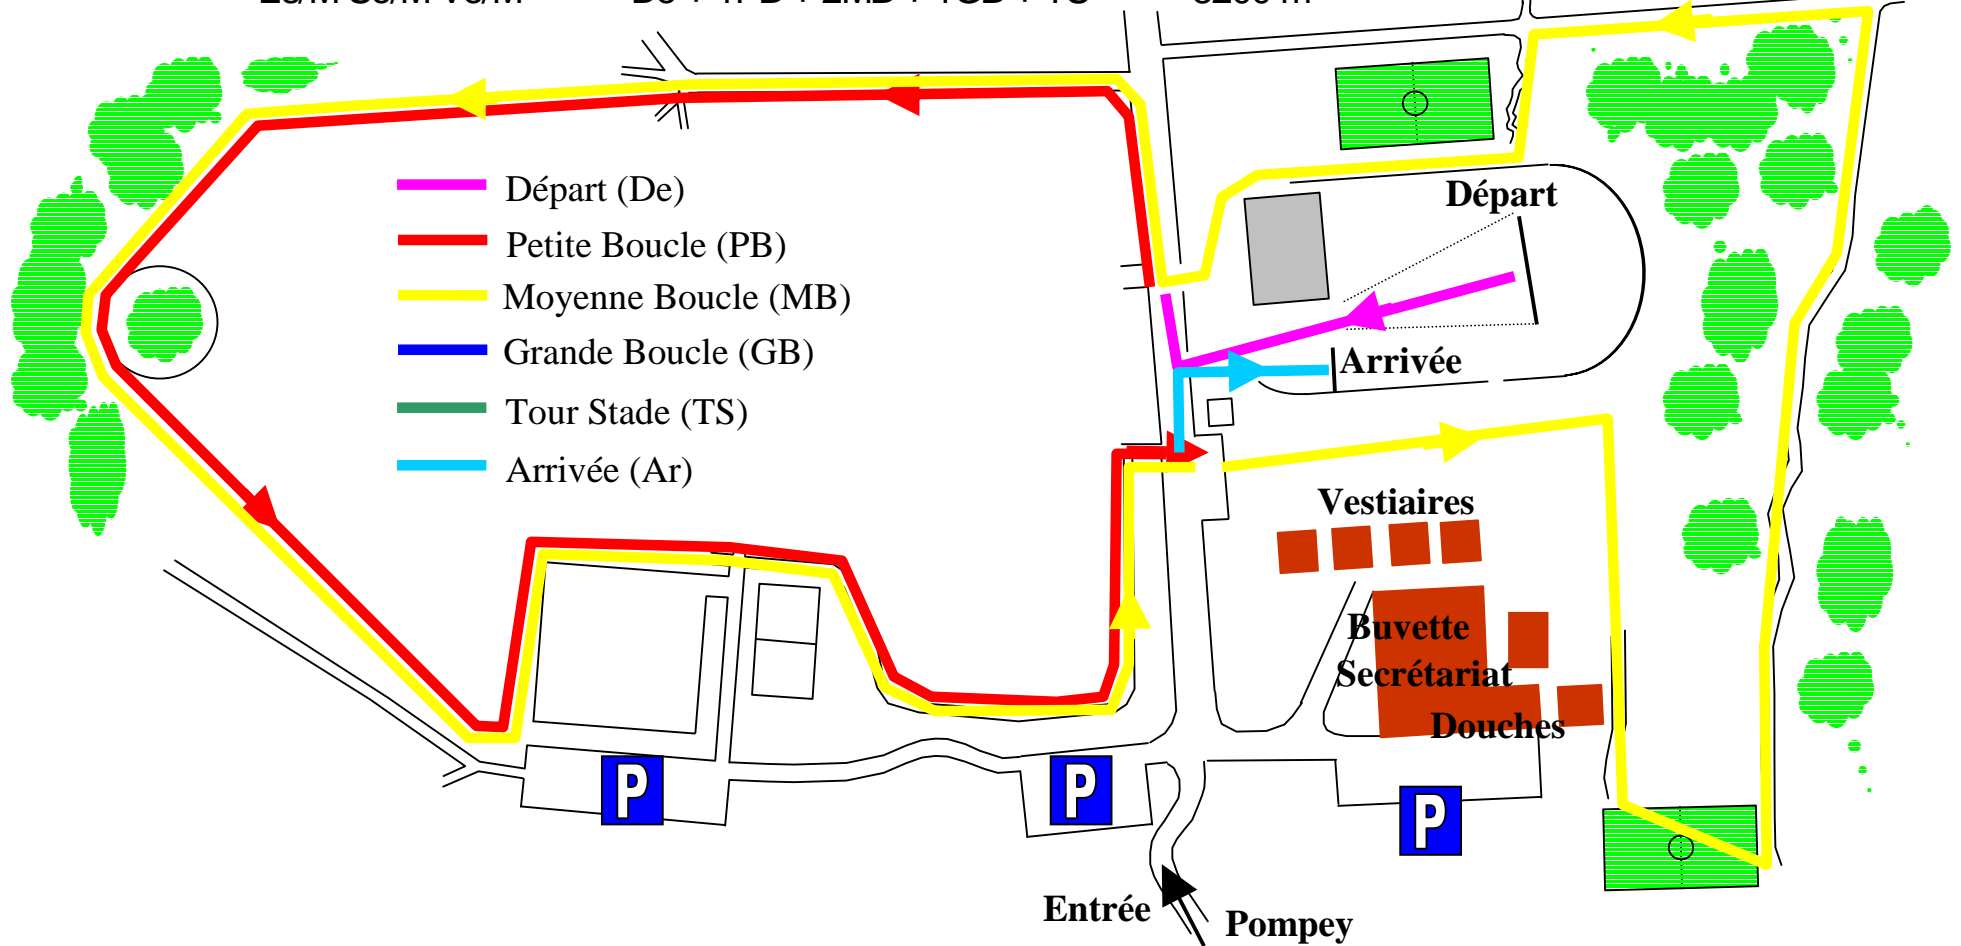 Départ
Départ (De)
Petite Boucle (PB)
Moyenne Boucle (MB)
Grande Boucle (GB)
Arrivée
Tour Stade (TS)
Arrivée (Ar)
Vestiaires
Buvette
Secrétariat
Douches
P
P
P
Entrée
Pompey